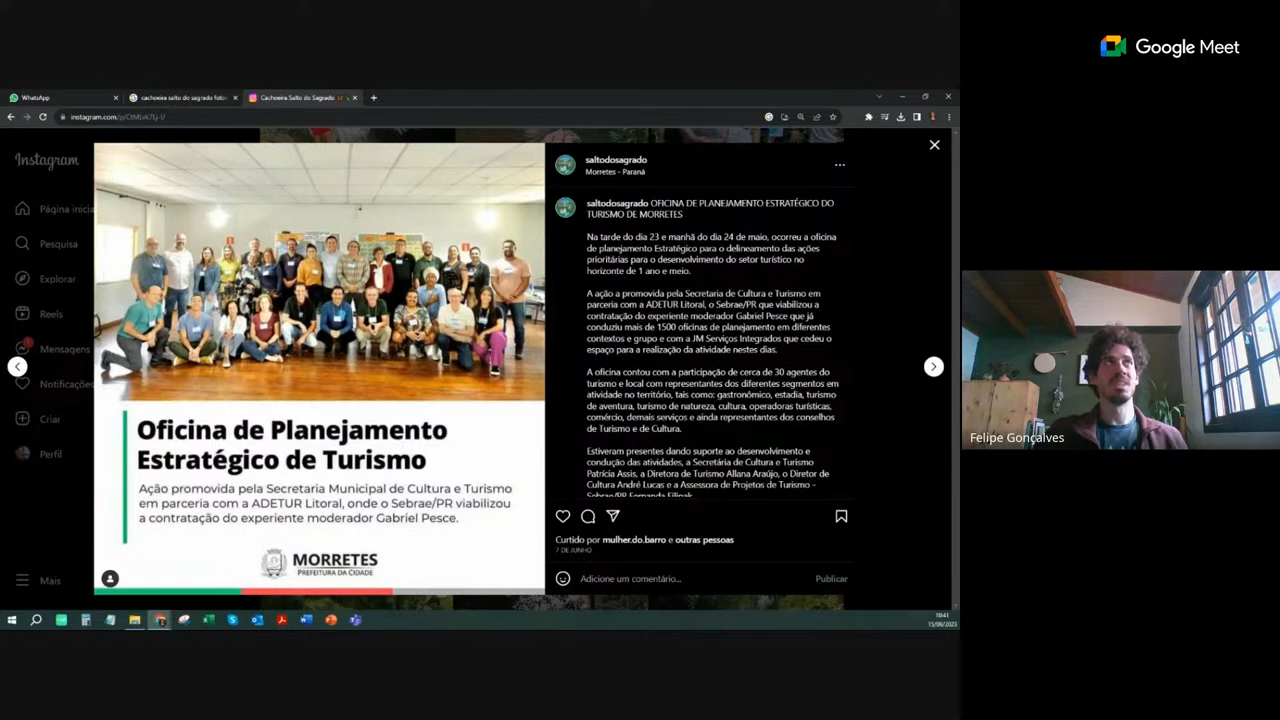 Google Meet
WhatsApp
cachoeira salto do sagrado foto
Cachoeira Salto do Sagrado
Instagram
saltodosagrado
Morretes - Paraná
Página inicia
Pesquisa
Explorar
Reels
Mensagens
Notificações
Criar
Perfil
Mais
Oficina de Planejamento
Estratégico de Turismo
Ação promovida pela Secretaria Municipal de Cultura e Turismo
em parceria com a ADETUR Litoral, onde o Sebrae/PR viabilizou
a contratação do experiente moderador Gabriel Pesce.
MORRETES
PREFEITURA DA CIDADE
saltodosagrado OFICINA DE PLANEJAMENTO ESTRATÉGICO DO
TURISMO DE MORRETES
Na tarde do dia 23 e manhã do dia 24 de maio, ocorreu a oficina
de planejamento Estratégico para o delineamento das ações
prioritárias para o desenvolvimento do setor turístico no
horizonte de 1 ano e meio.
A ação a promovida pela Secretaria de Cultura e Turismo em
parceria com a ADETUR Litoral, o Sebrae/PR que viabilizou a
contratação do experiente moderador Gabriel Pesce que já
conduziu mais de 1500 oficinas de planejamento em diferentes
contextos e grupo e com a JM Serviços Integrados que cedeu o
espaço para a realização da atividade nestes dias.
A oficina contou com a participação de cerca de 30 agentes do
turismo e local com representantes dos diferentes segmentos em
atividade no território, tais como: gastronômico, estadia, turismo
de aventura, turismo de natureza, cultura, operadoras turísticas,
comércio, demais serviços e ainda representantes dos conselhos
de Turismo e de Cultura.
Estiveram presentes dando suporte ao desenvolvimento e
condução das atividades, a Secretária de Cultura e Turismo
Patrícia Assis, a Diretora de Turismo Allana Araújo, o Diretor de
Cultura André Lucas e a Assessora de Projetos de Turismo -
Sebrae/PR Fernanda Filipak
Curtido por mulher.do.barro e outras pessoas
7 DE JUNHO
Adicione um comentário...
Publicar
Felipe Gonçalves
10:41
15/09/2023